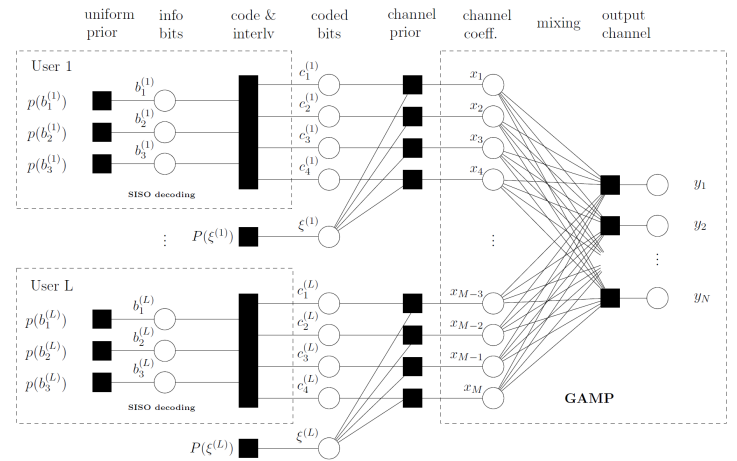 uniform prior
info bits
code & interlv
coded bits
channel prior
channel coeff.
mixing
output channel
User 1
p(b_1^{(1)})
b_1^{(1)}
p(b_2^{(1)})
b_2^{(1)}
p(b_3^{(1)})
b_3^{(1)}
SISO decoding
c_1^{(1)}
c_2^{(1)}
c_3^{(1)}
c_4^{(1)}
P(ξ^{(1)})
ξ^{(1)}
x_1
x_2
x_3
x_4
y_1
y_2
y_N
⋮
⋮
⋮
User L
p(b_1^{(L)})
b_1^{(L)}
p(b_2^{(L)})
b_2^{(L)}
p(b_3^{(L)})
b_3^{(L)}
SISO decoding
c_1^{(L)}
c_2^{(L)}
c_3^{(L)}
c_4^{(L)}
P(ξ^{(L)})
ξ^{(L)}
x_{M−3}
x_{M−2}
x_{M−1}
x_M
GAMP